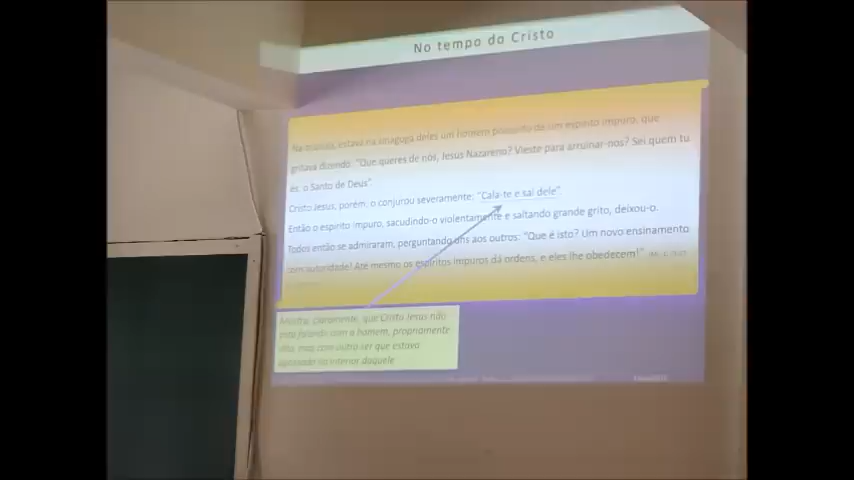 No tempo do Cristo
Na ocasião, estava na sinagoga deles um homem possuído de um espírito impuro, que
gritava dizendo: "Que queres de nós, Jesus Nazareno? Vieste para arruinar-nos? Sei quem tu
és: o Santo de Deus".
Cristo Jesus, porém, o conjurou severamente: "Cala-te e sai dele".
Então o espírito impuro, sacudindo-o violentamente e soltando grande grito, deixou-o.
Todos então se admiraram, perguntando uns aos outros: "Que é isto? Um novo ensinamento
com autoridade! Até mesmo os espíritos impuros dá ordens, e eles lhe obedecem!"
Mostra, claramente, que Cristo Jesus não
está falando com o homem, propriamente
dito, mas com outro ser que estava
no interior daquele